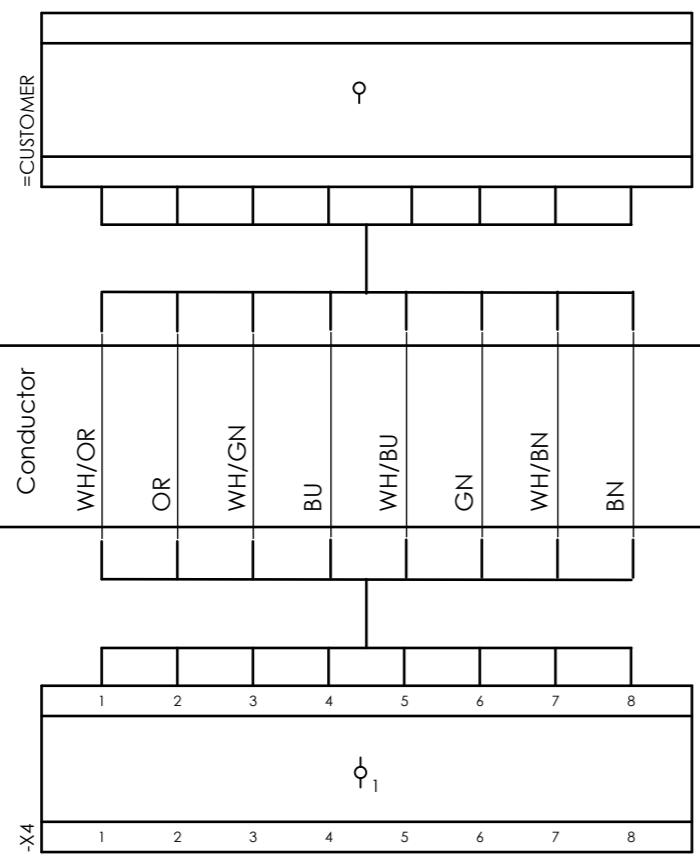 =CUSTOMER
Conductor
WH/OR
OR
WH/GN
BU
WH/BU
GN
WH/BN
BN
1 2 3 4 5 6 7 8
1
-X4
1 2 3 4 5 6 7 8